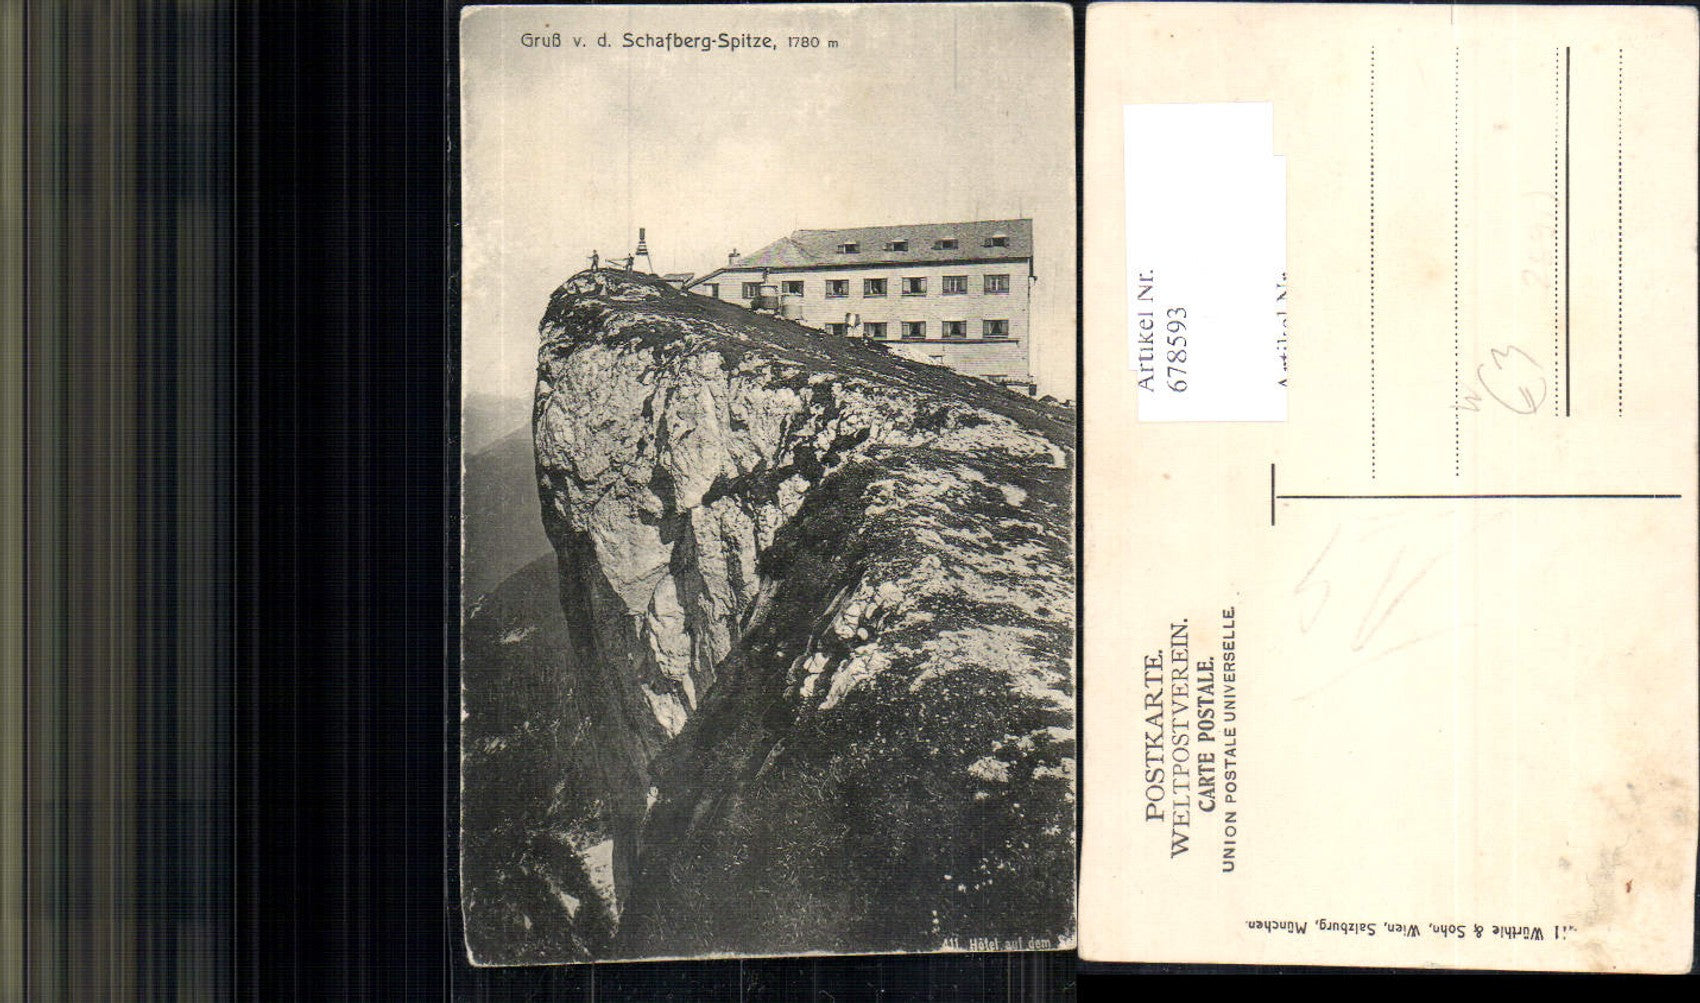 Gruß v. d. Schafberg-Spitze, 1780 m
411 Hôtel auf dem
Artikel Nr.
678593
POSTKARTE.
WELTPOSTVEREIN.
CARTE POSTALE.
UNION POSTALE UNIVERSELLE.
Würthle & Sohn, Wien, Salzburg, München.